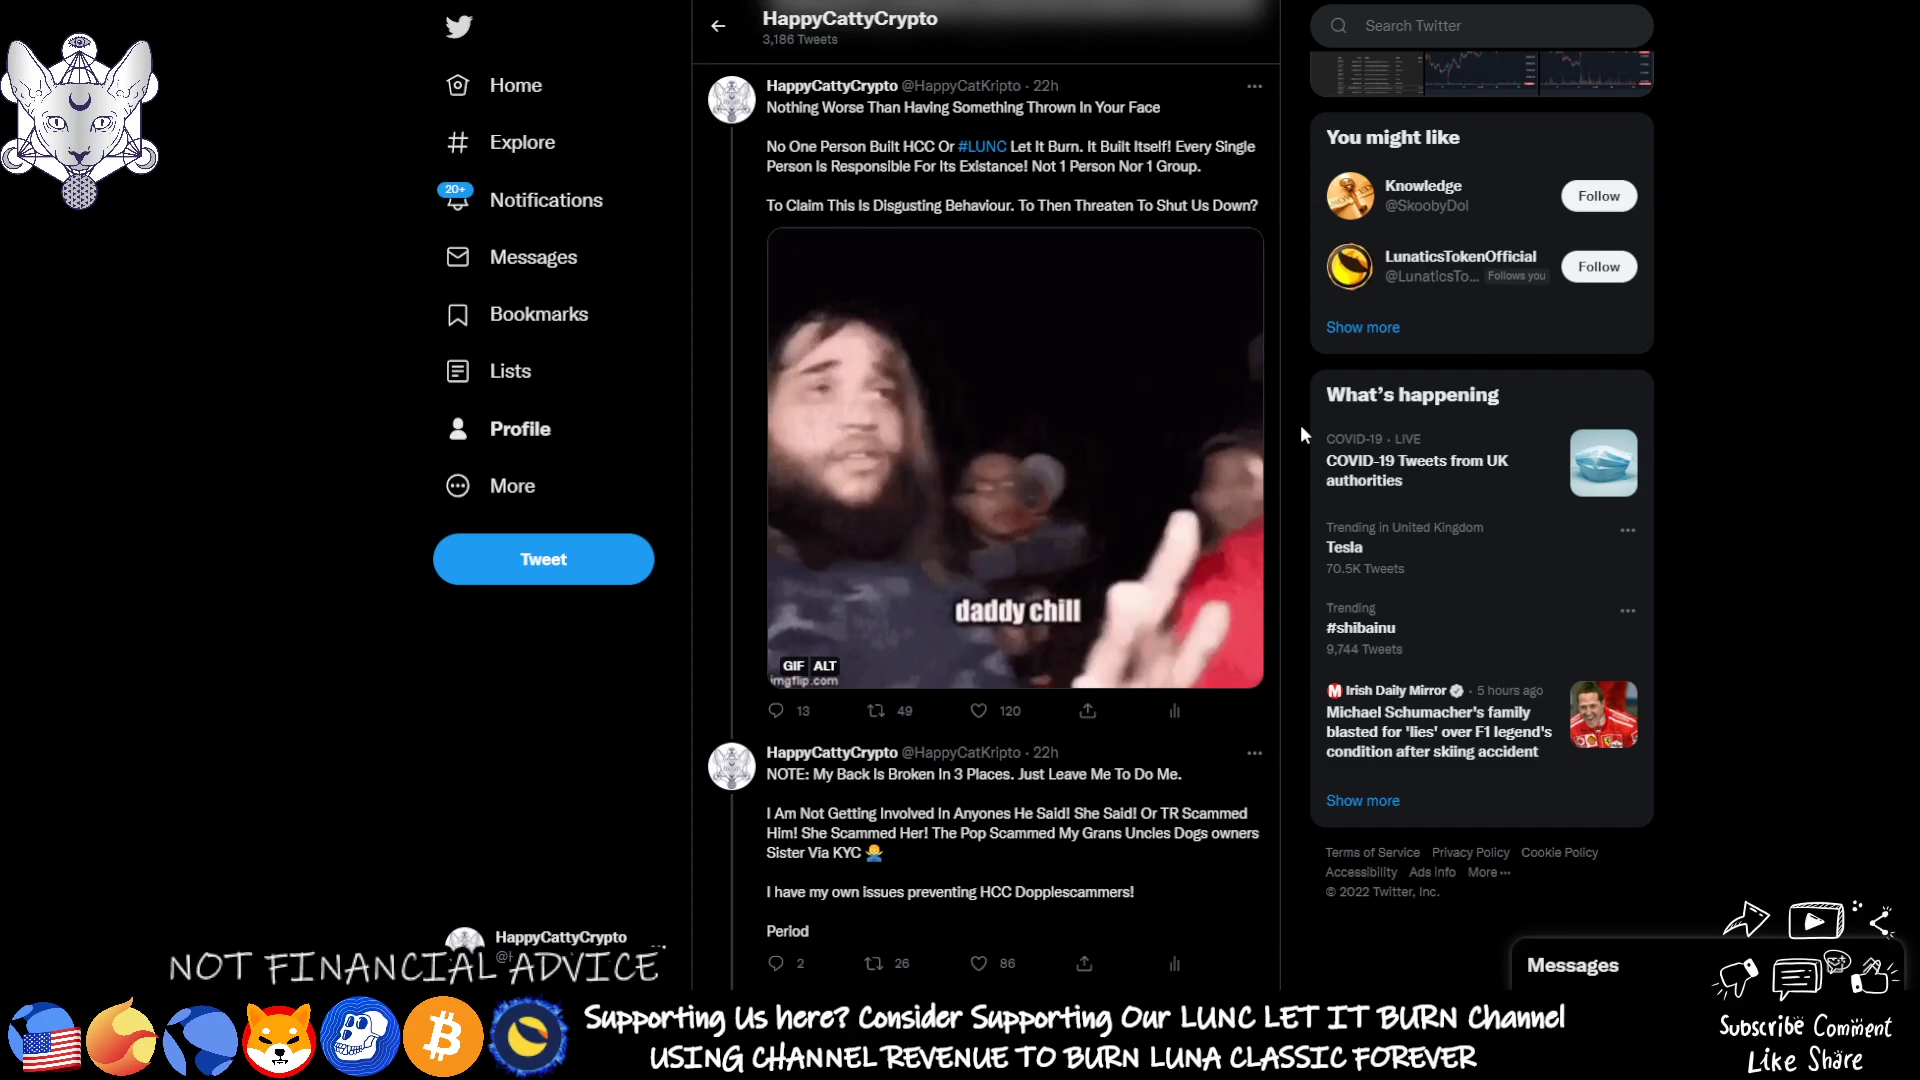 Home
Explore
20+
Notifications
Messages
Bookmarks
Lists
Profile
More
Tweet
HappyCattyCrypto
NOT FINANCIAL ADVICE
HappyCattyCrypto
3,186 Tweets
HappyCattyCrypto @HappyCatKripto · 22h
Nothing Worse Than Having Something Thrown In Your Face
No One Person Built HCC Or #LUNC Let It Burn. It Built Itself! Every Single
Person Is Responsible For Its Existance! Not 1 Person Nor 1 Group.
To Claim This Is Disgusting Behaviour. To Then Threaten To Shut Us Down?
daddy chill
GIF ALT
imgflip.com
13 49 120
HappyCattyCrypto @HappyCatKripto · 22h
NOTE: My Back Is Broken In 3 Places. Just Leave Me To Do Me.
I Am Not Getting Involved In Anyones He Said! She Said! Or TR Scammed
Him! She Scammed Her! The Pop Scammed My Grans Uncles Dogs owners
Sister Via KYC
I have my own issues preventing HCC Dopplescammers!
Period
2 26 86
Search Twitter
You might like
Knowledge
@SkoobyDol
Follow
LunaticsTokenOfficial
@LunaticsTo... Follows you
Follow
Show more
What's happening
COVID-19 · LIVE
COVID-19 Tweets from UK
authorities
Trending in United Kingdom
Tesla
70.5K Tweets
Trending
#shibainu
9,744 Tweets
Irish Daily Mirror · 5 hours ago
Michael Schumacher's family
blasted for 'lies' over F1 legend's
condition after skiing accident
Show more
Terms of Service Privacy Policy Cookie Policy
Accessibility Ads info More ···
© 2022 Twitter, Inc.
Messages
Supporting Us here? Consider Supporting Our LUNC LET IT BURN Channel
USING CHANNEL REVENUE TO BURN LUNA CLASSIC FOREVER
Subscribe Comment
Like Share